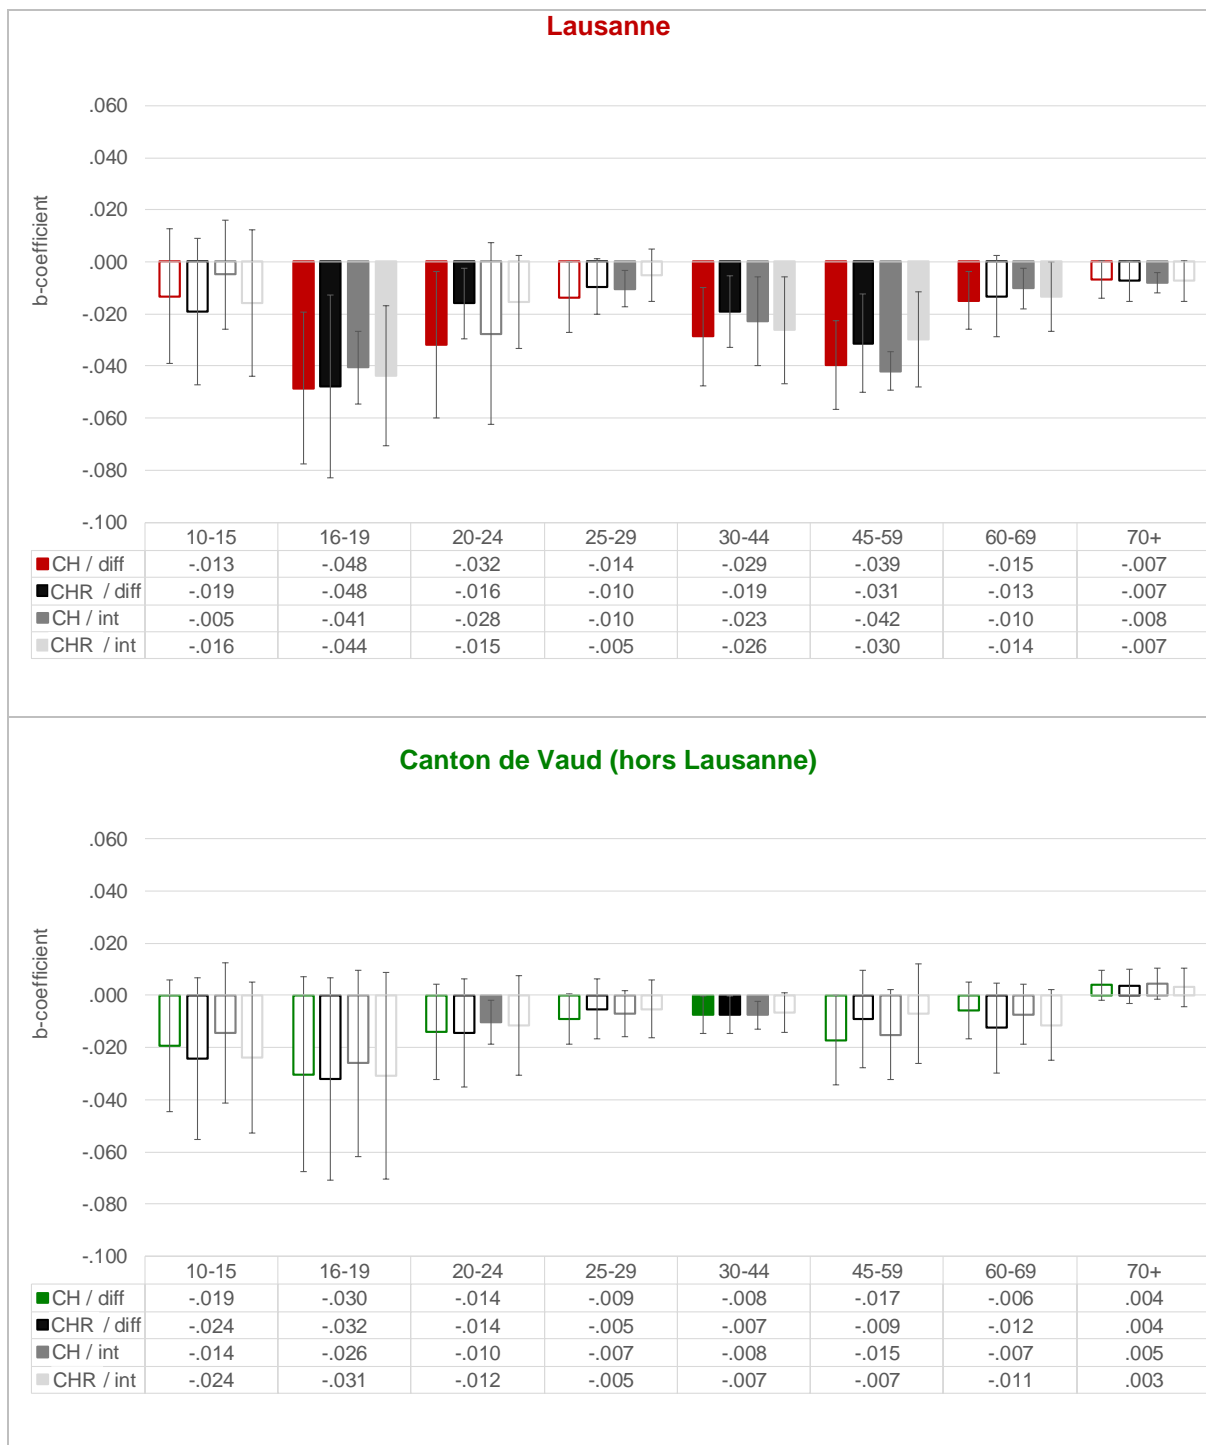 Lausanne
.060
.040
.020
.000
-.020
-.040
-.060
-.080
-.100
b-coefficient
10-15 16-19 20-24 25-29 30-44 45-59 60-69 70+
CH / diff -.013 -.048 -.032 -.014 -.029 -.039 -.015 -.007
CHR / diff -.019 -.048 -.016 -.010 -.019 -.031 -.013 -.007
CH / int -.005 -.041 -.028 -.010 -.023 -.042 -.010 -.008
CHR / int -.016 -.044 -.015 -.005 -.026 -.030 -.014 -.007
Canton de Vaud (hors Lausanne)
.060
.040
.020
.000
-.020
-.040
-.060
-.080
-.100
b-coefficient
10-15 16-19 20-24 25-29 30-44 45-59 60-69 70+
CH / diff -.019 -.030 -.014 -.009 -.008 -.017 -.006 .004
CHR / diff -.024 -.032 -.014 -.005 -.007 -.009 -.012 .004
CH / int -.014 -.026 -.010 -.007 -.008 -.015 -.007 .005
CHR / int -.024 -.031 -.012 -.005 -.007 -.007 -.011 .003